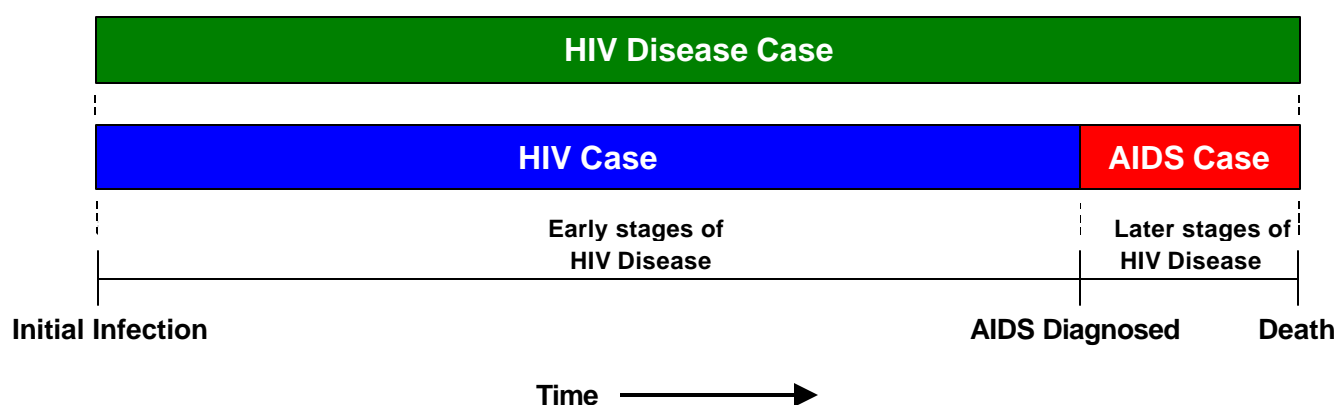 HIV Disease Case
HIV Case
AIDS Case
Early stages of
HIV Disease
Later stages of
HIV Disease
Initial Infection
AIDS Diagnosed
Death
Time